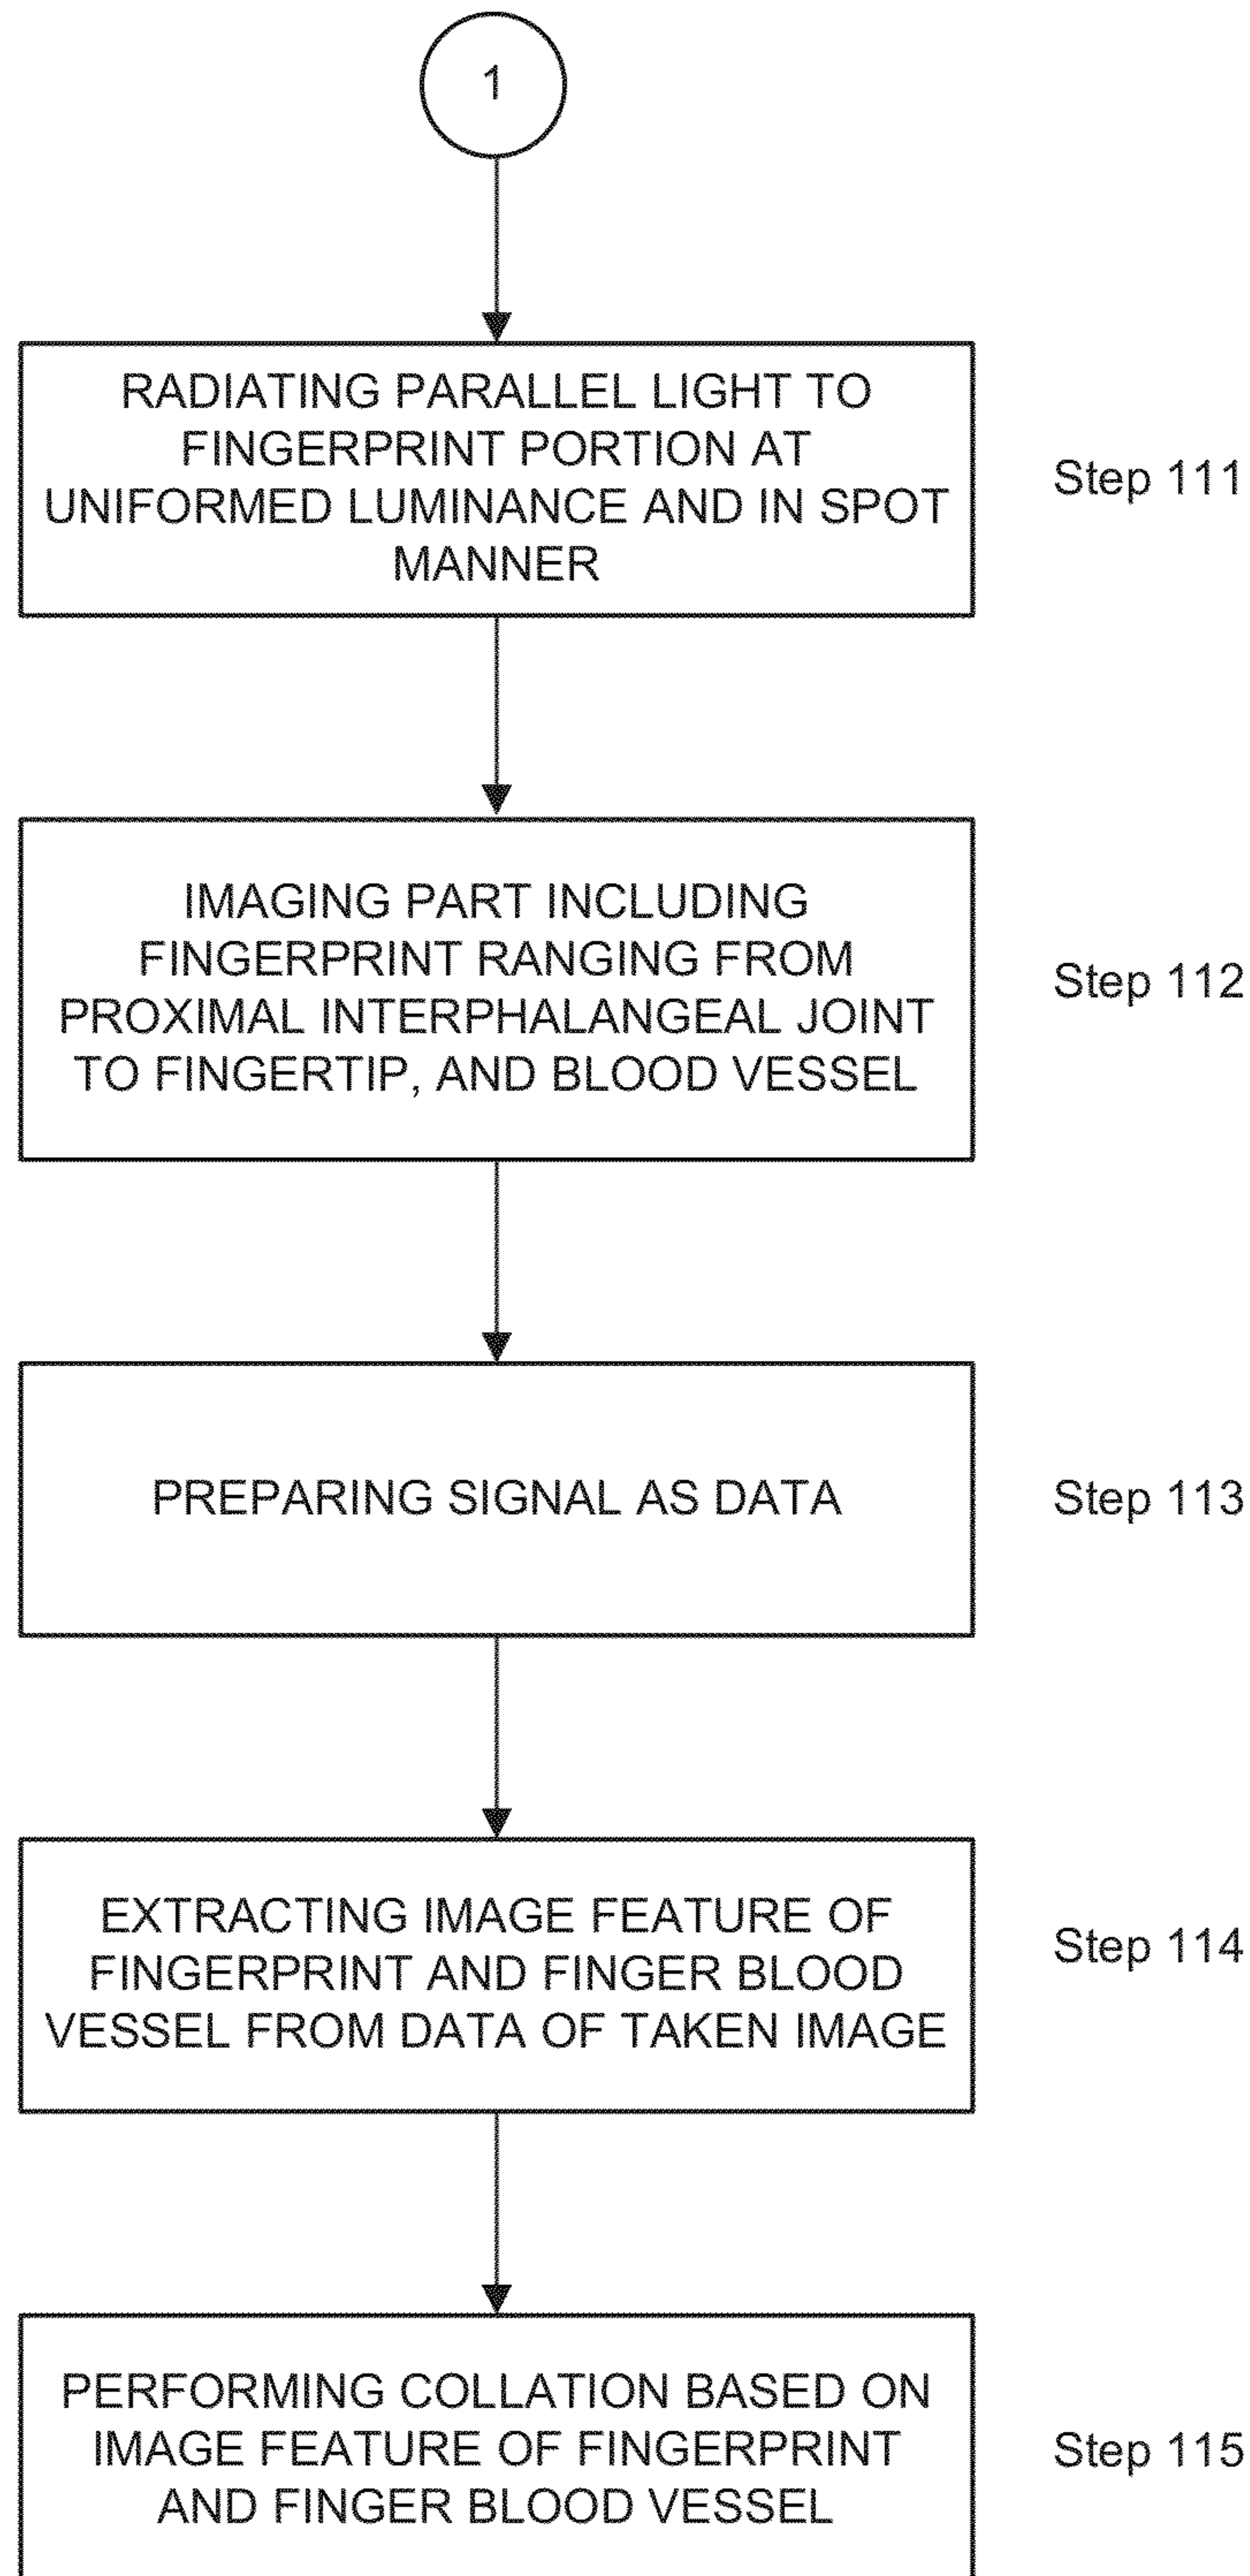 1
RADIATING PARALLEL LIGHT TO
FINGERPRINT PORTION AT
UNIFORMED LUMINANCE AND IN SPOT
MANNER
Step 111
IMAGING PART INCLUDING
FINGERPRINT RANGING FROM
PROXIMAL INTERPHALANGEAL JOINT
TO FINGERTIP, AND BLOOD VESSEL
Step 112
PREPARING SIGNAL AS DATA
Step 113
EXTRACTING IMAGE FEATURE OF
FINGERPRINT AND FINGER BLOOD
VESSEL FROM DATA OF TAKEN IMAGE
Step 114
PERFORMING COLLATION BASED ON
IMAGE FEATURE OF FINGERPRINT
AND FINGER BLOOD VESSEL
Step 115